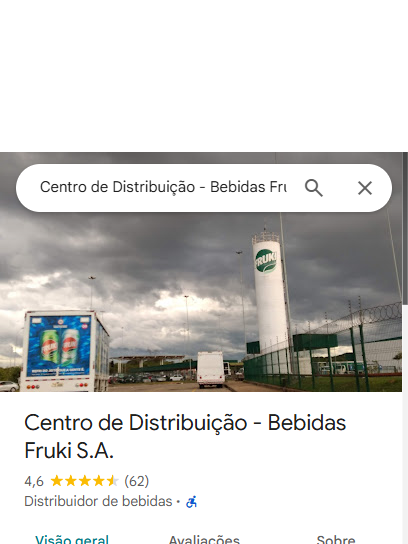 Centro de Distribuição - Bebidas Fru
FRUKI
Centro de Distribuição - Bebidas
Fruki S.A.
4,6 (62)
Distribuidor de bebidas ·
Visão geral Avaliações Sobre